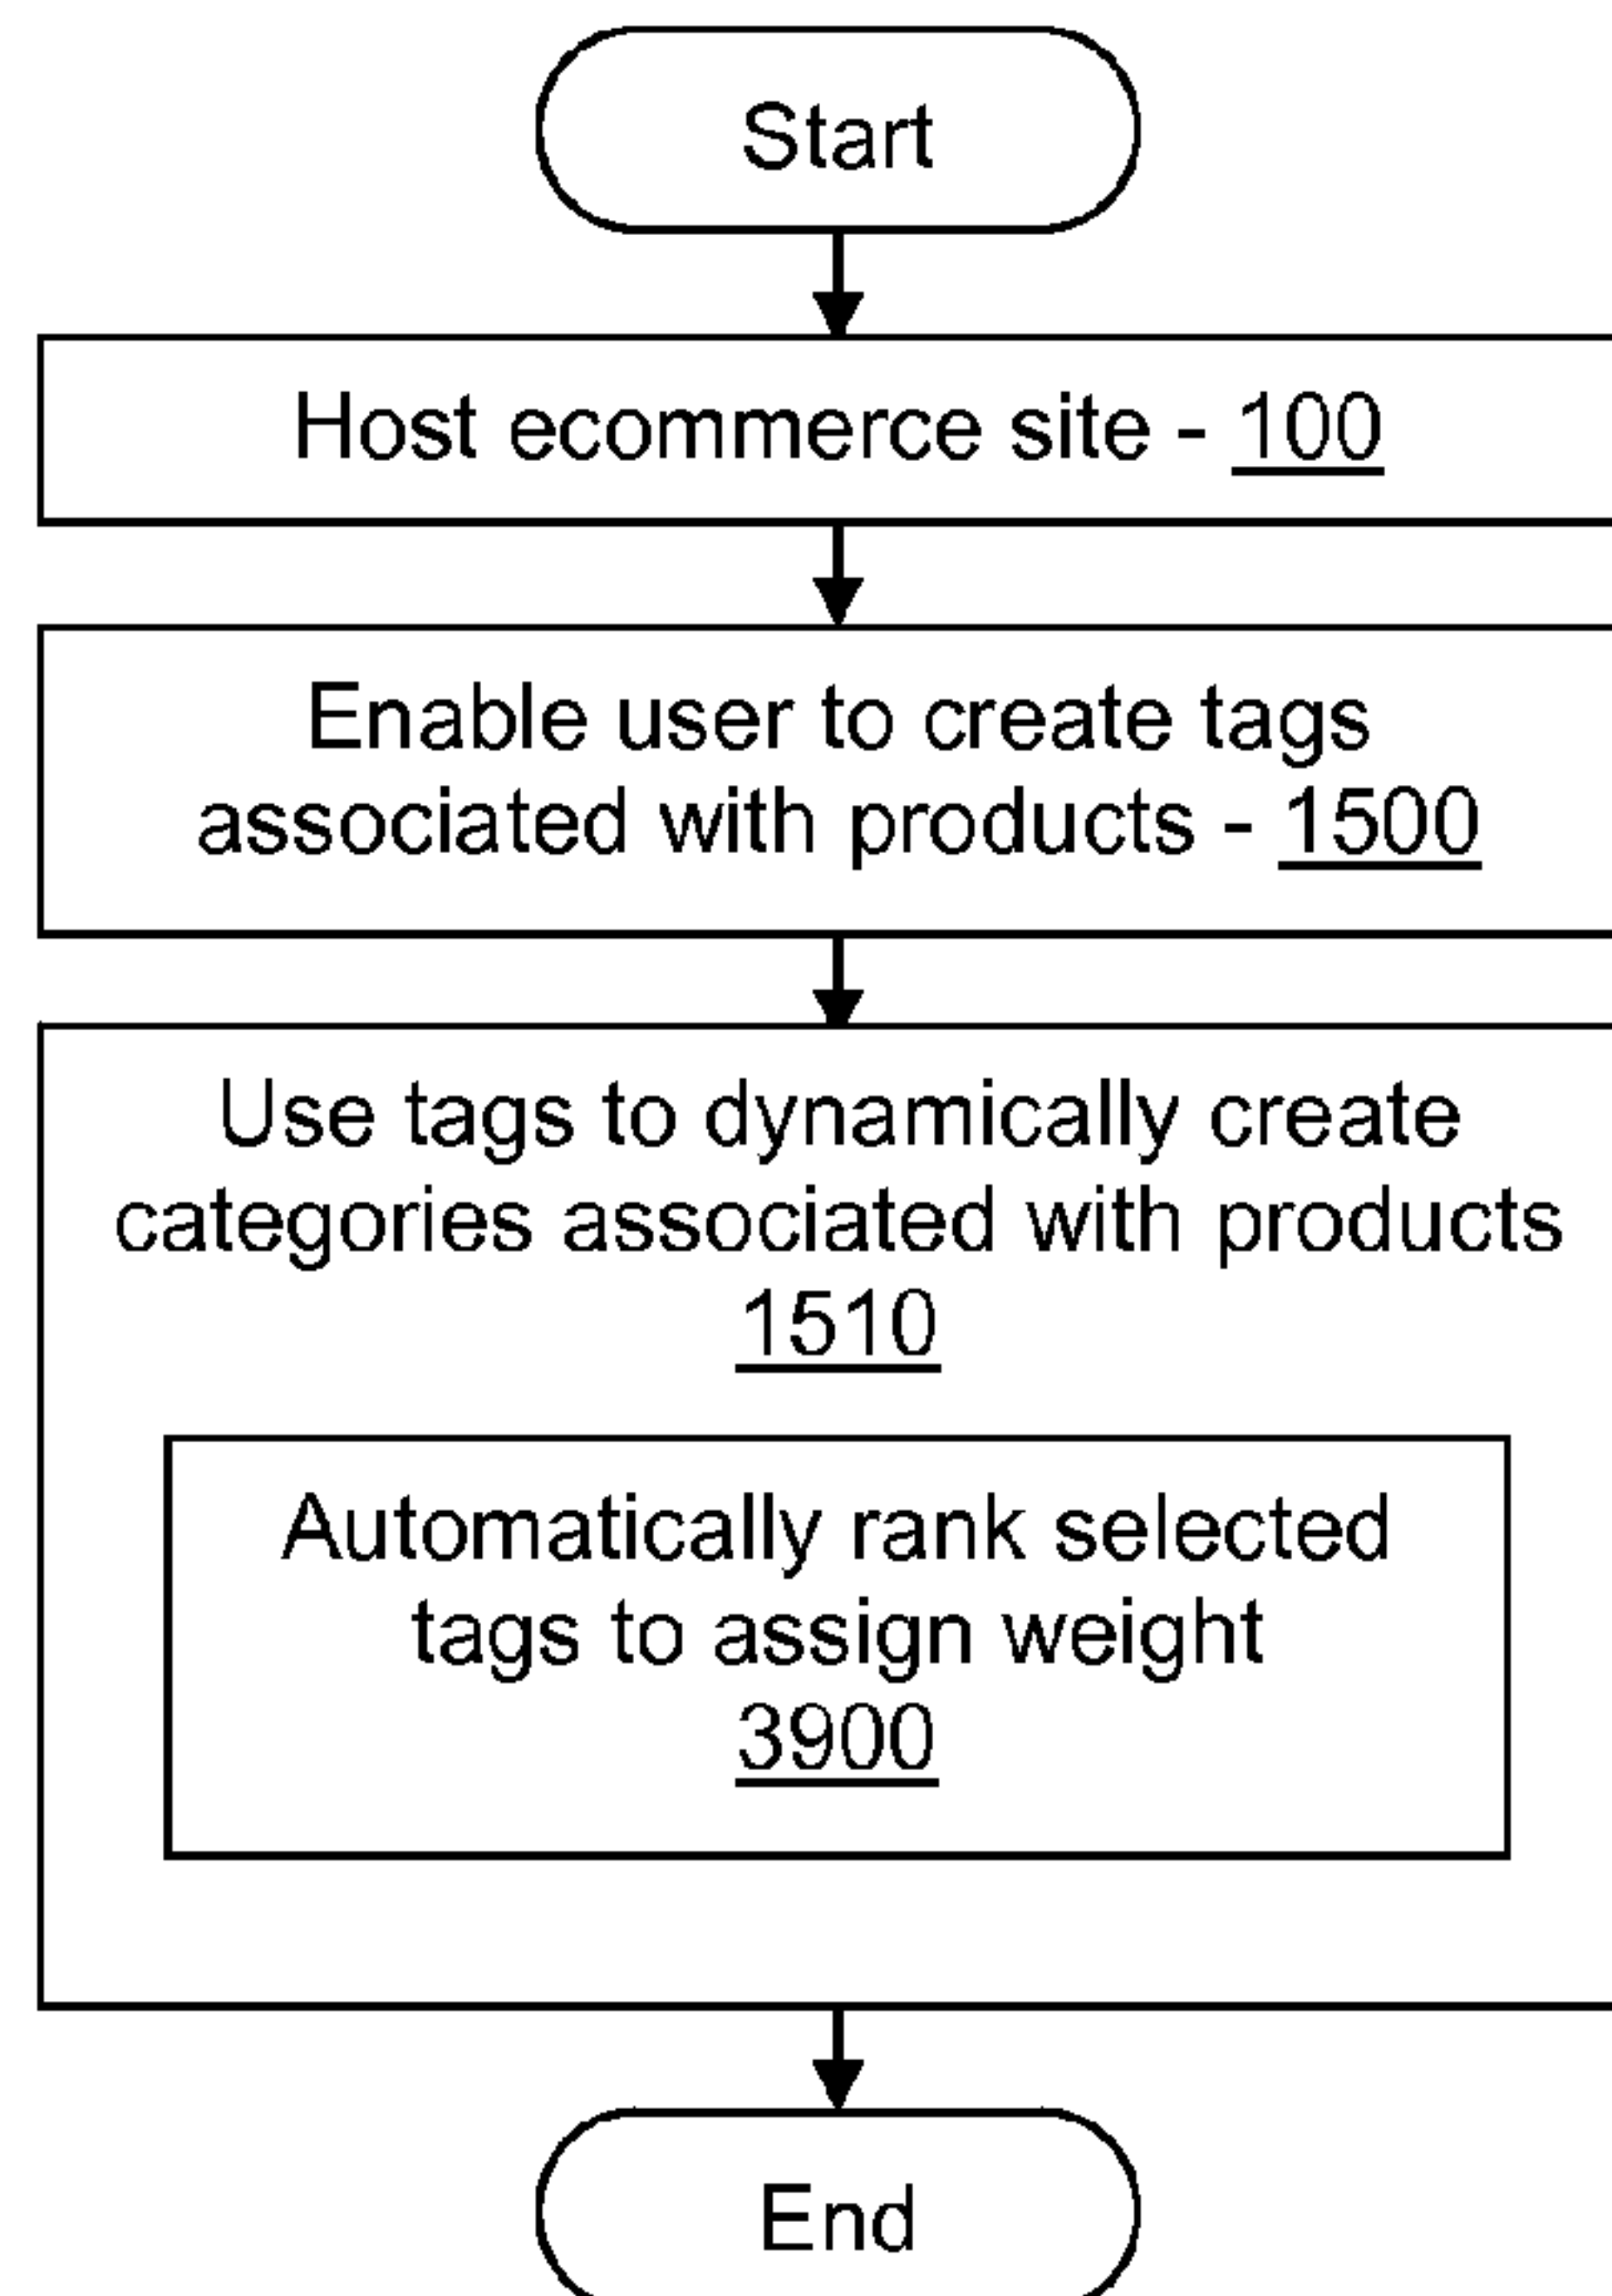 Start
Host ecommerce site - 100
Enable user to create tags
associated with products - 1500
Use tags to dynamically create
categories associated with products
1510
Automatically rank selected
tags to assign weight
3900
End